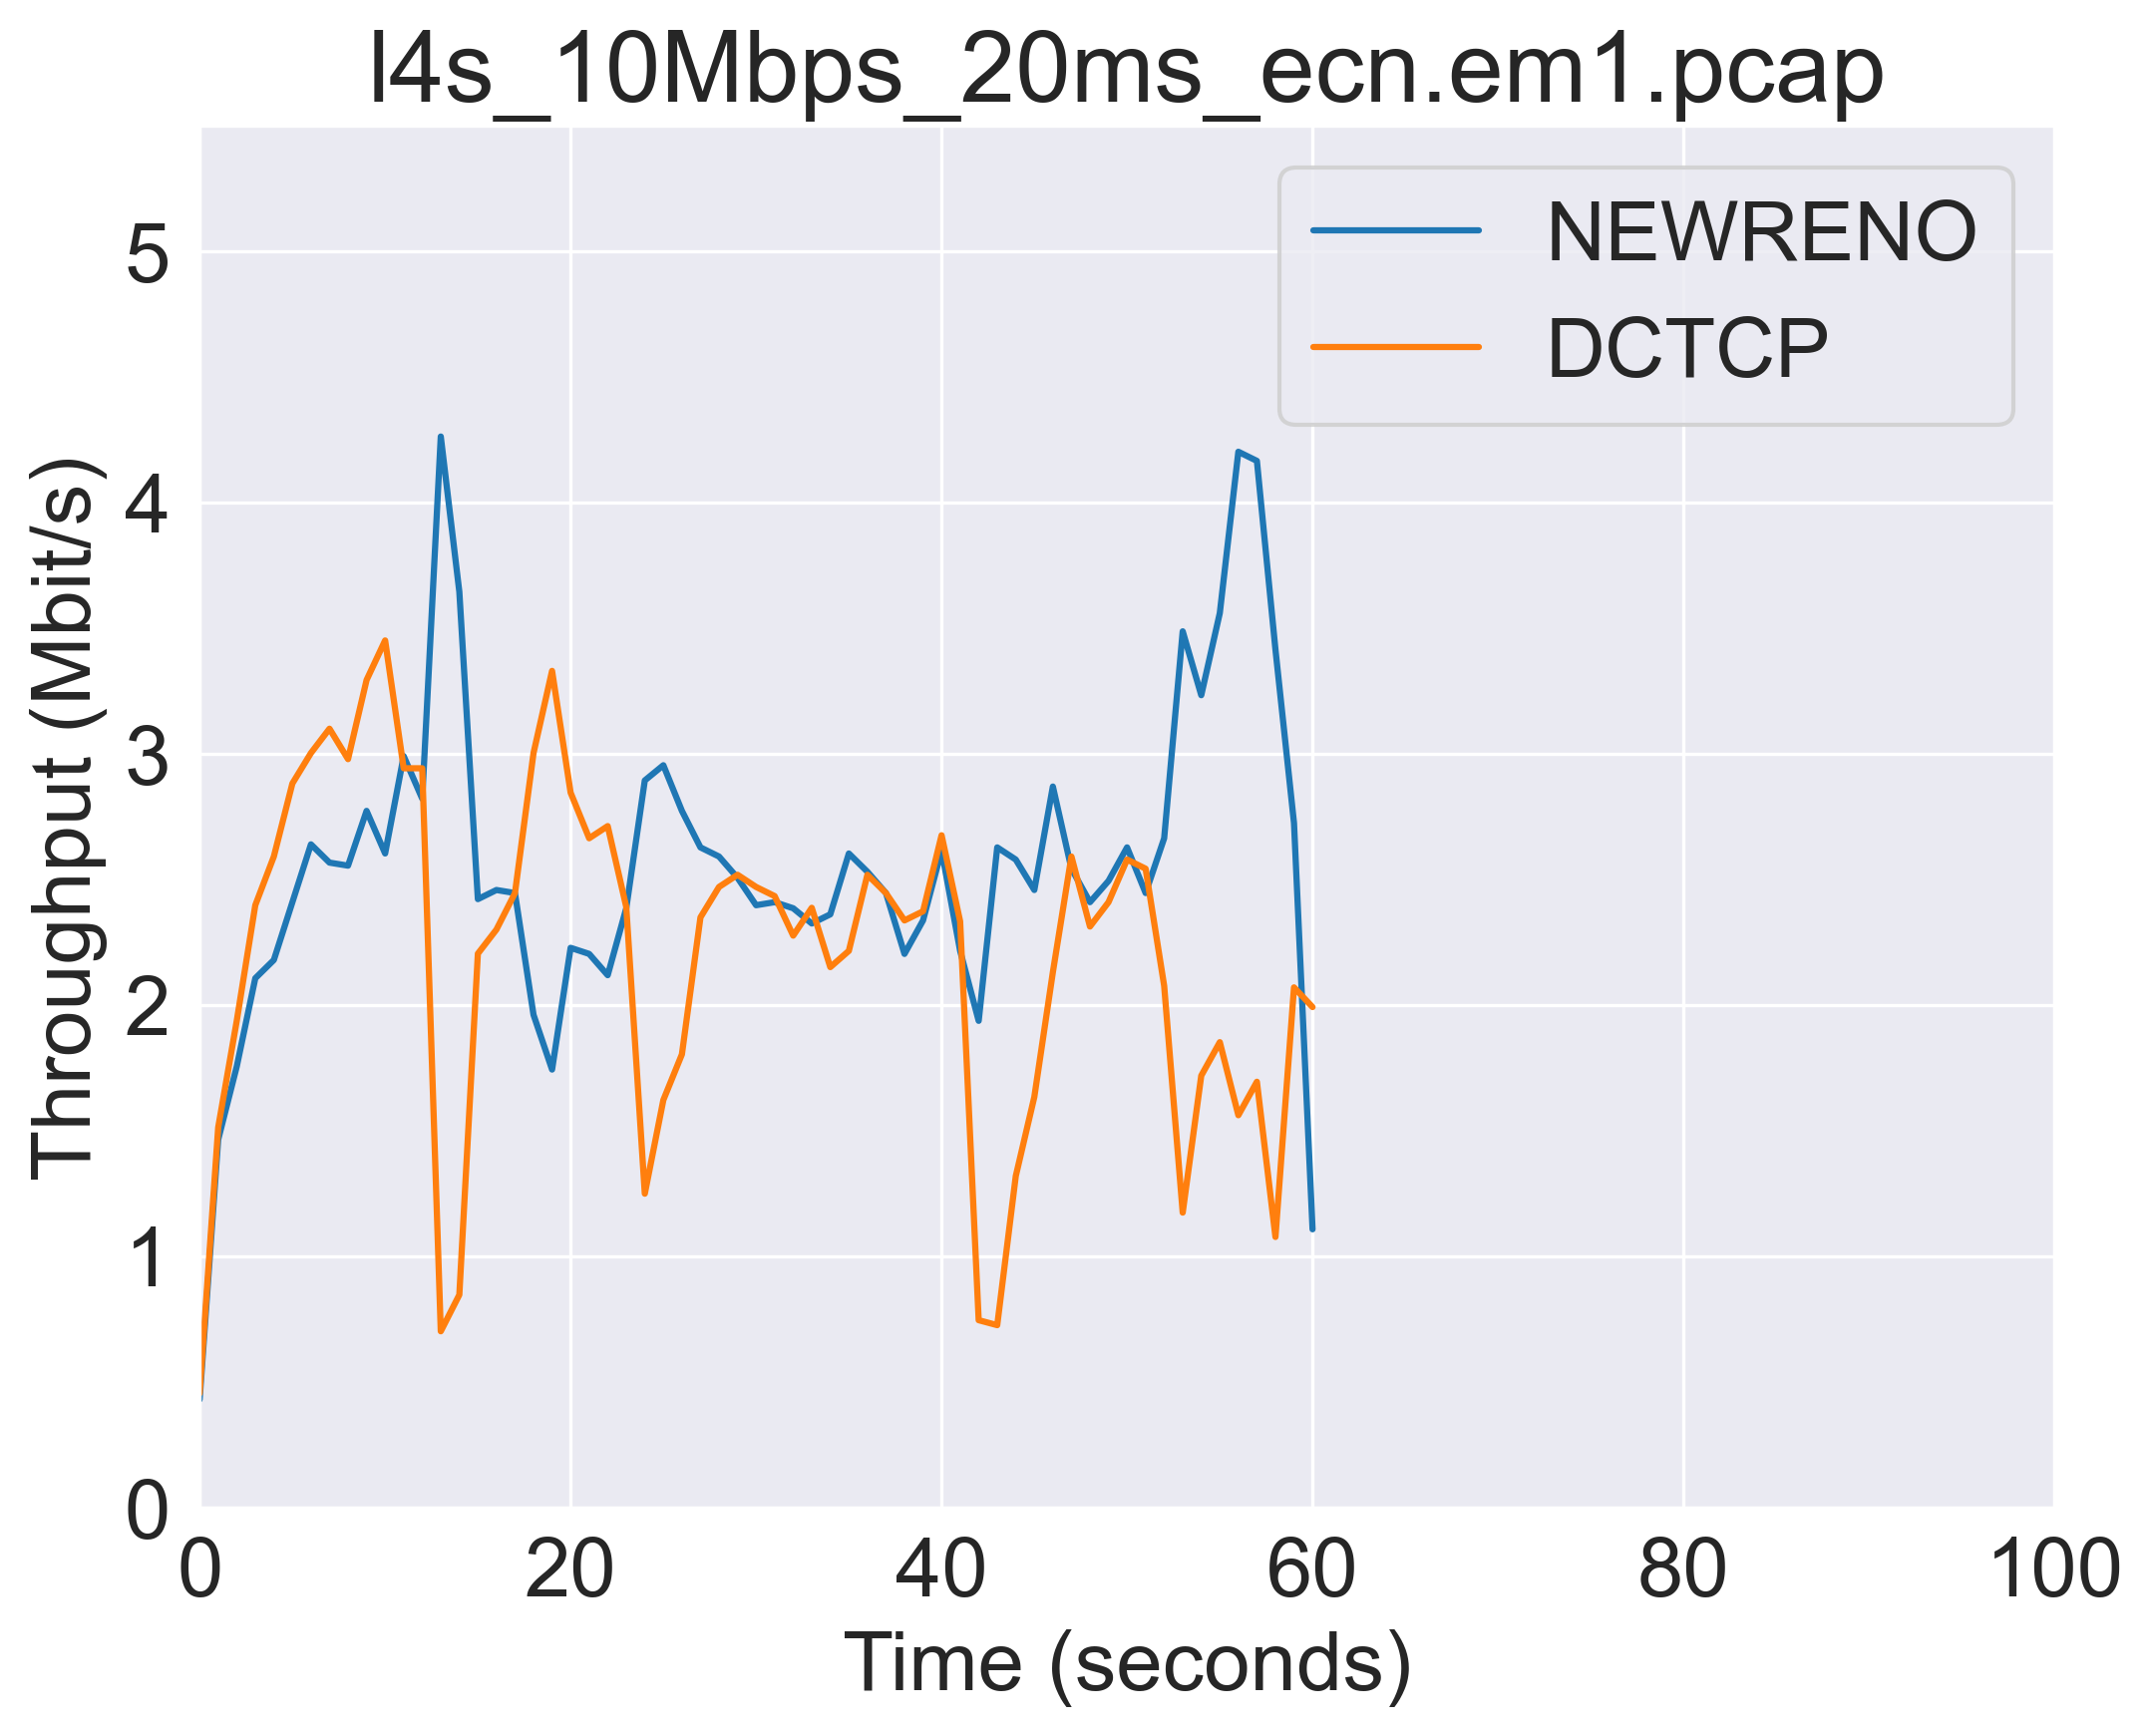 l4s_10Mbps_20ms_ecn.em1.pcap
NEWRENO
DCTCP
Throughput (Mbit/s)
5
4
3
2
1
0
0 20 40 60 80 100
Time (seconds)